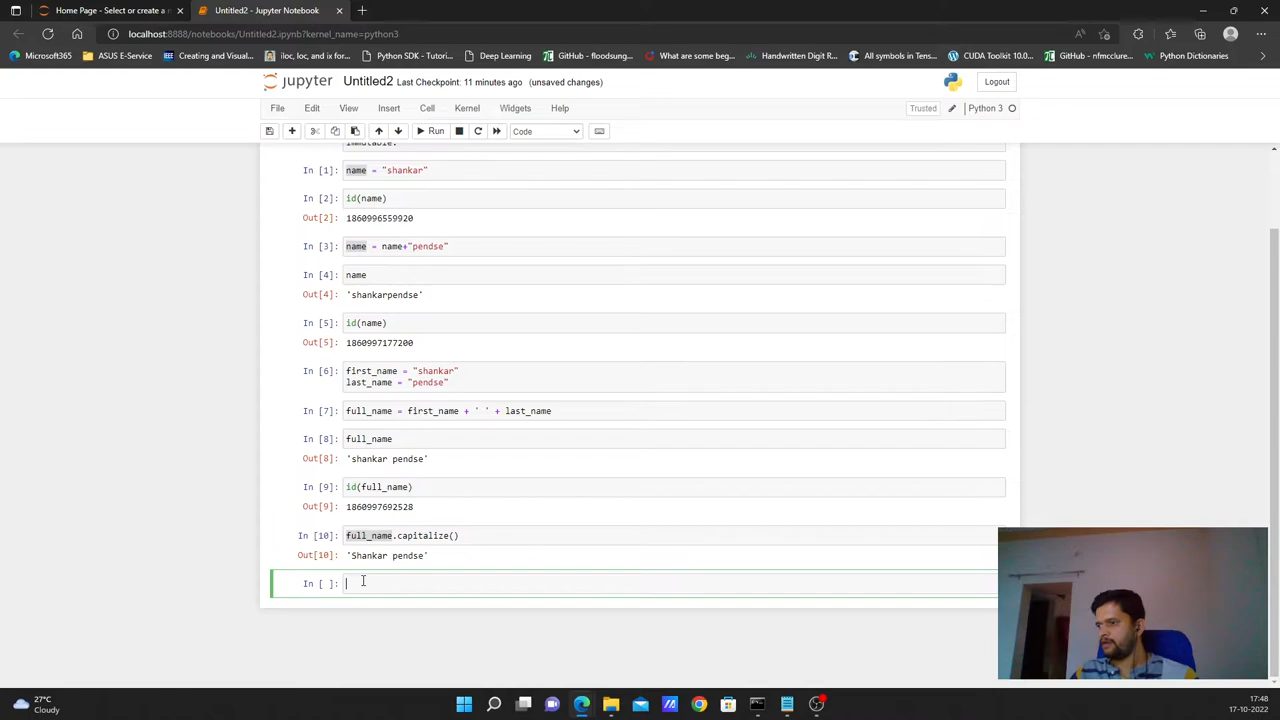 Home Page - Select or create a n
Untitled2 - Jupyter Notebook
localhost:8888/notebooks/Untitled2.ipynb?kernel_name=python3
Microsoft365
ASUS E-Service
Creating and Visual...
iloc, loc, and ix for...
Python SDK - Tutori...
Deep Learning
GitHub - floodsung...
What are some beg...
Handwritten Digit R...
All symbols in Tens...
CUDA Toolkit 10.0...
GitHub - nfmcclure...
Python Dictionaries
jupyter Untitled2 Last Checkpoint: 11 minutes ago (unsaved changes)
Logout
File Edit View Insert Cell Kernel Widgets Help
Trusted
Python 3
Run
Code
immutable.
In [1]: name = "shankar"
In [2]: id(name)
Out[2]: 1860996559920
In [3]: name = name+"pendse"
In [4]: name
Out[4]: 'shankarpendse'
In [5]: id(name)
Out[5]: 1860997177200
In [6]: first_name = "shankar"
last_name = "pendse"
In [7]: full_name = first_name + ' ' + last_name
In [8]: full_name
Out[8]: 'shankar pendse'
In [9]: id(full_name)
Out[9]: 1860997692528
In [10]: full_name.capitalize()
Out[10]: 'Shankar pendse'
In [ ]:
27°C
Cloudy
17:48
17-10-2022